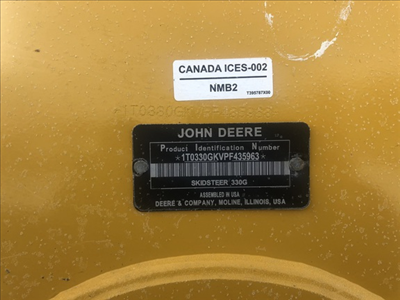 CANADA ICES-002
NMB2
JOHN DEERE
Product Identification Number
*1T0330GKVPF435963*
SKIDSTEER 330G
ASSEMBLED IN USA
DEERE & COMPANY, MOLINE, ILLINOIS, USA